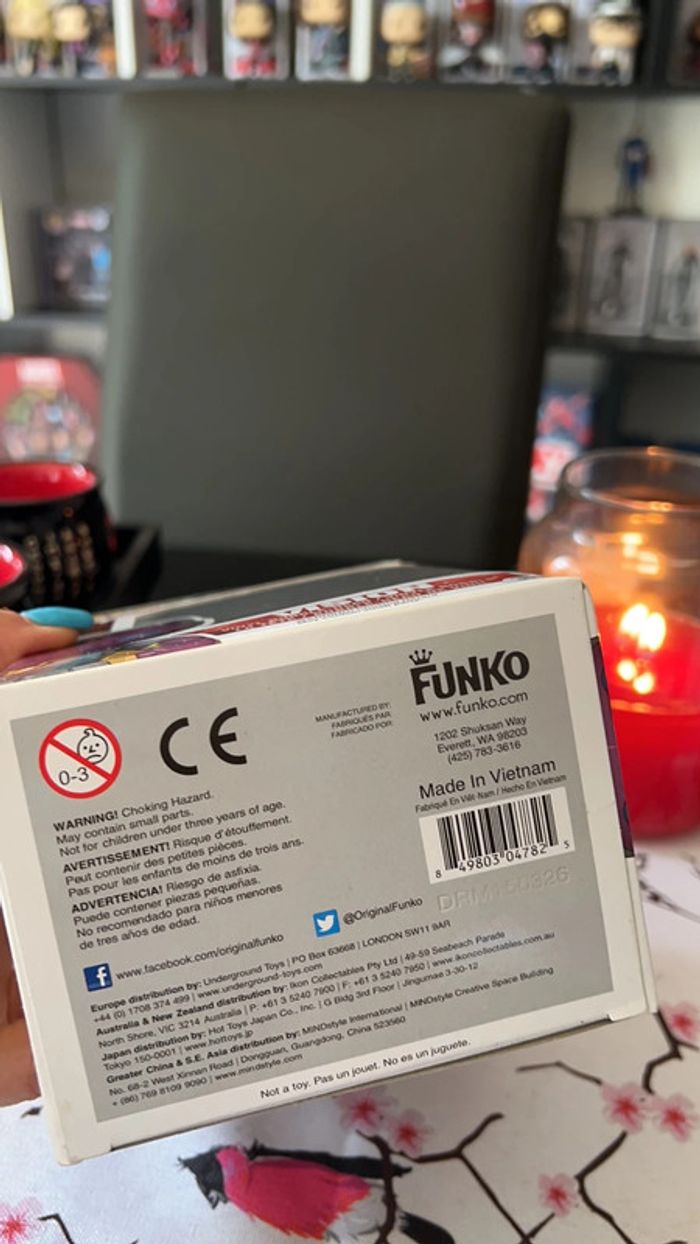 0-3
CE
MANUFACTURED BY:
FABRIQUÉS PAR:
FABRICADO POR:
FUNKO
www.funko.com
1202 Shuksan Way
Everett, WA 98203
(425) 783-3616
Made In Vietnam
Fabriqué En Viêt-Nam / Hecho En Vietnam
8 49803 04782 5
DRM150326
WARNING! Choking Hazard.
May contain small parts.
Not for children under three years of age.
AVERTISSEMENT! Risque d'étouffement.
Peut contenir des petites pièces.
Pas pour les enfants de moins de trois ans.
ADVERTENCIA! Riesgo de asfixia.
Puede contener piezas pequeñas.
No recomendado para niños menores
de tres años de edad.
www.facebook.com/originalfunko
@OriginalFunko
Europe distribution by: Underground Toys | PO Box 63668 | LONDON SW11 9AR
+44 (0) 1708 374 499 | www.underground-toys.com
Australia & New Zealand distribution by: Ikon Collectables Pty Ltd | 49-59 Seabeach Parade
North Shore, VIC 3214 Australia | P: +61 3 5240 7900 | F: +61 3 5240 7950 | www.ikoncollectables.com.au
Japan distribution by: Hot Toys Japan Co., Inc. | G Bldg 3rd Floor | Jingumae 3-30-12
Tokyo 150-0001 | www.hottoys.jp
Greater China & S.E. Asia distribution by: MINDstyle International | MINDstyle Creative Space Building
No. 68-2 West Xinnan Road | Dongguan, Guangdong, China 523560
+ (86) 769 8109 9090 | www.mindstyle.com
Not a toy. Pas un jouet. No es un juguete.